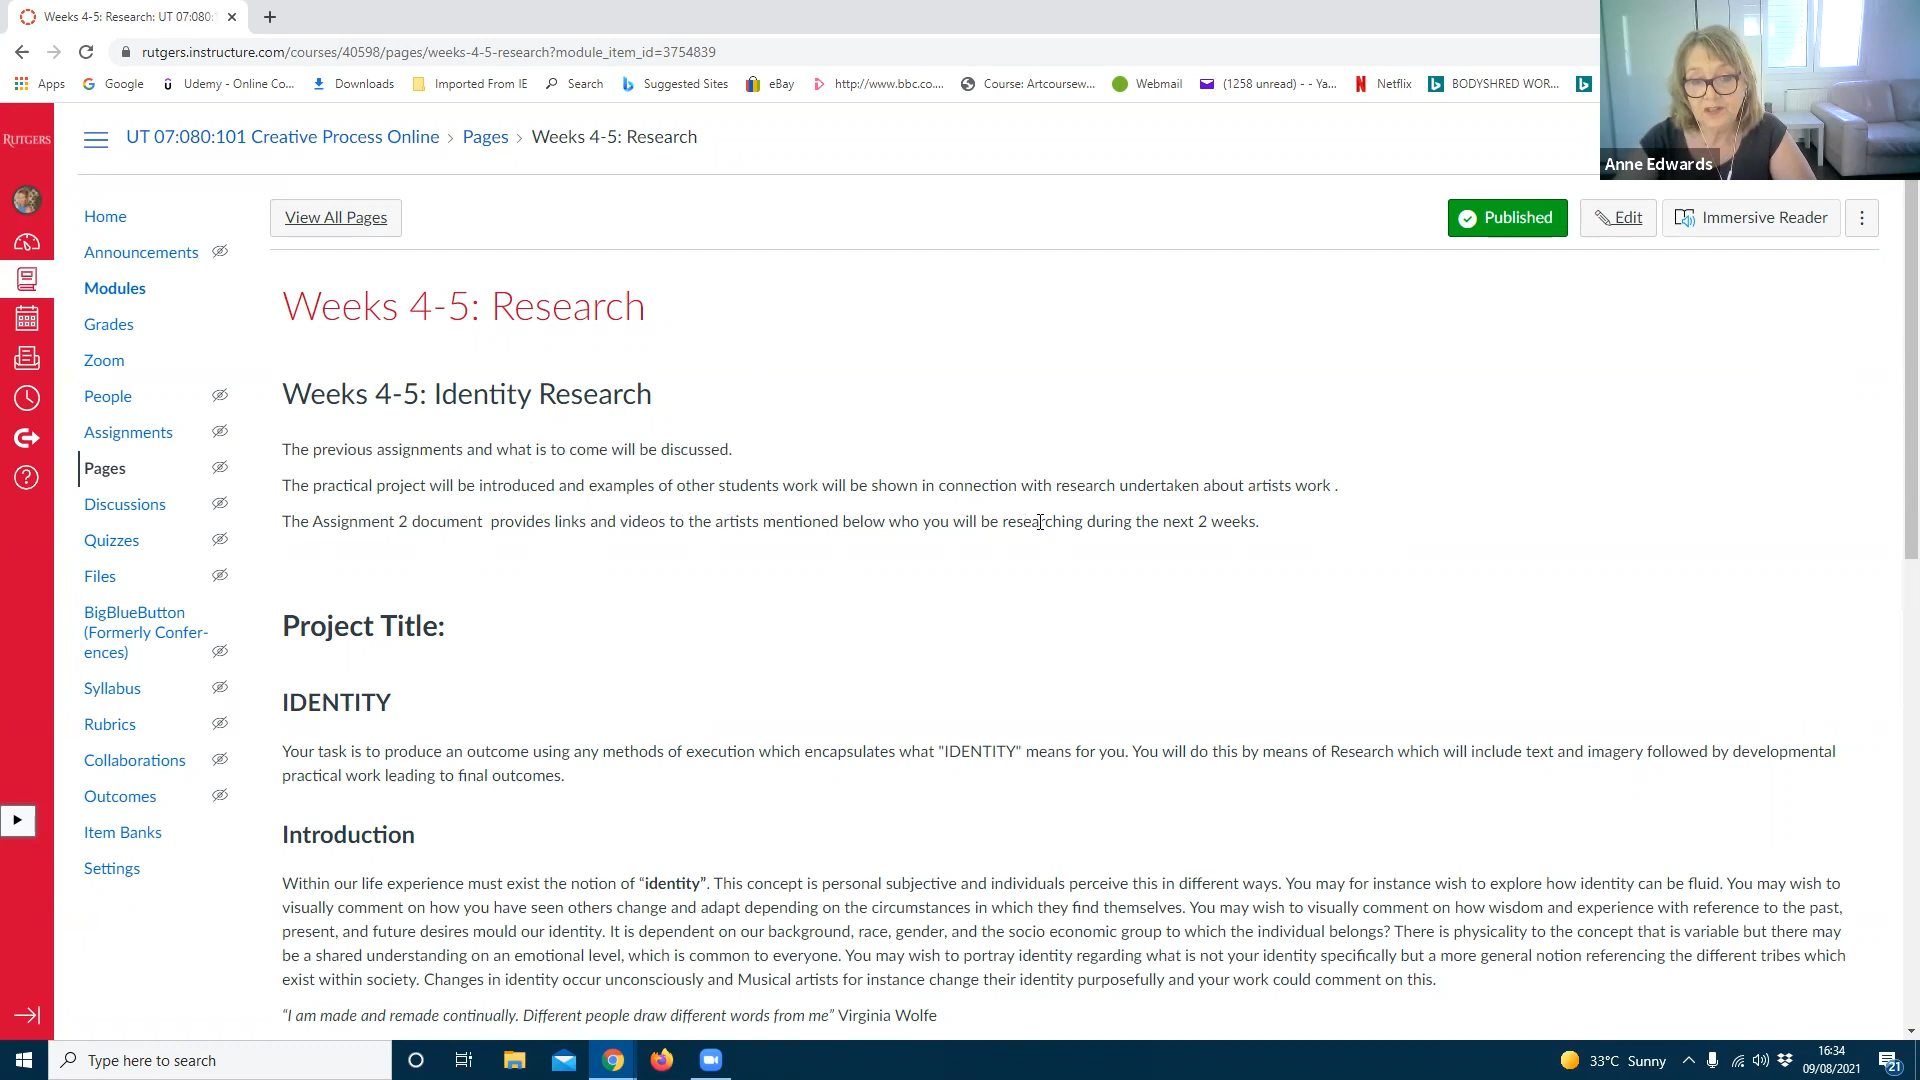 Weeks 4-5: Research: UT 07:080:
rutgers.instructure.com/courses/40598/pages/weeks-4-5-research?module_item_id=3754839
Apps Google Udemy - Online Co... Downloads Imported From IE Search Suggested Sites eBay http://www.bbc.co.... Course: Artcoursew... Webmail (1258 unread) - - Ya... Netflix BODYSHRED WOR...
Anne Edwards
RUTGERS
UT 07:080:101 Creative Process Online > Pages > Weeks 4-5: Research
Home
Announcements
Modules
Grades
Zoom
People
Assignments
Pages
Discussions
Quizzes
Files
BigBlueButton
(Formerly Confer-
ences)
Syllabus
Rubrics
Collaborations
Outcomes
Item Banks
Settings
View All Pages
Published Edit Immersive Reader
Weeks 4-5: Research
Weeks 4-5: Identity Research
The previous assignments and what is to come will be discussed.
The practical project will be introduced and examples of other students work will be shown in connection with research undertaken about artists work .
The Assignment 2 document provides links and videos to the artists mentioned below who you will be researching during the next 2 weeks.
Project Title:
IDENTITY
Your task is to produce an outcome using any methods of execution which encapsulates what "IDENTITY" means for you. You will do this by means of Research which will include text and imagery followed by developmental
practical work leading to final outcomes.
Introduction
Within our life experience must exist the notion of “identity”. This concept is personal subjective and individuals perceive this in different ways. You may for instance wish to explore how identity can be fluid. You may wish to
visually comment on how you have seen others change and adapt depending on the circumstances in which they find themselves. You may wish to visually comment on how wisdom and experience with reference to the past,
present, and future desires mould our identity. It is dependent on our background, race, gender, and the socio economic group to which the individual belongs? There is physicality to the concept that is variable but there may
be a shared understanding on an emotional level, which is common to everyone. You may wish to portray identity regarding what is not your identity specifically but a more general notion referencing the different tribes which
exist within society. Changes in identity occur unconsciously and Musical artists for instance change their identity purposefully and your work could comment on this.
“I am made and remade continually. Different people draw different words from me” Virginia Wolfe
Type here to search
33°C Sunny
16:34
09/08/2021
21